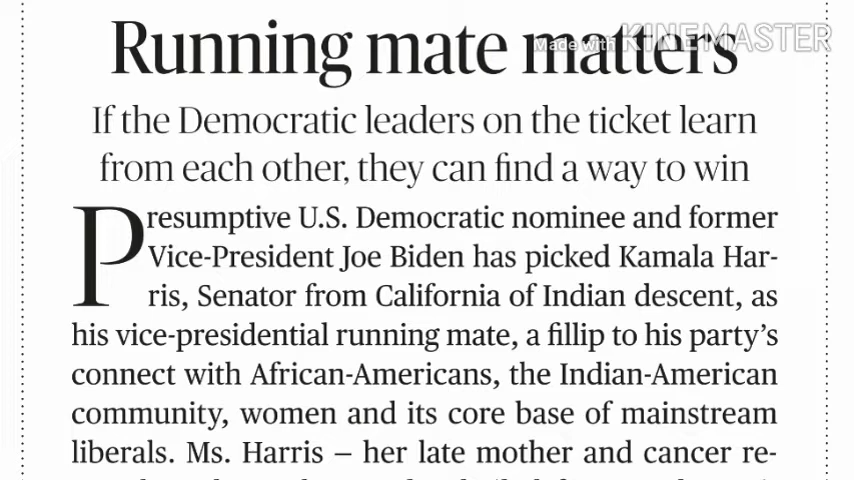 Running mate matters
Made with KINEMASTER
If the Democratic leaders on the ticket learn
from each other, they can find a way to win
Presumptive U.S. Democratic nominee and former
Vice-President Joe Biden has picked Kamala Har-
ris, Senator from California of Indian descent, as
his vice-presidential running mate, a fillip to his party’s
connect with African-Americans, the Indian-American
community, women and its core base of mainstream
liberals. Ms. Harris — her late mother and cancer re-